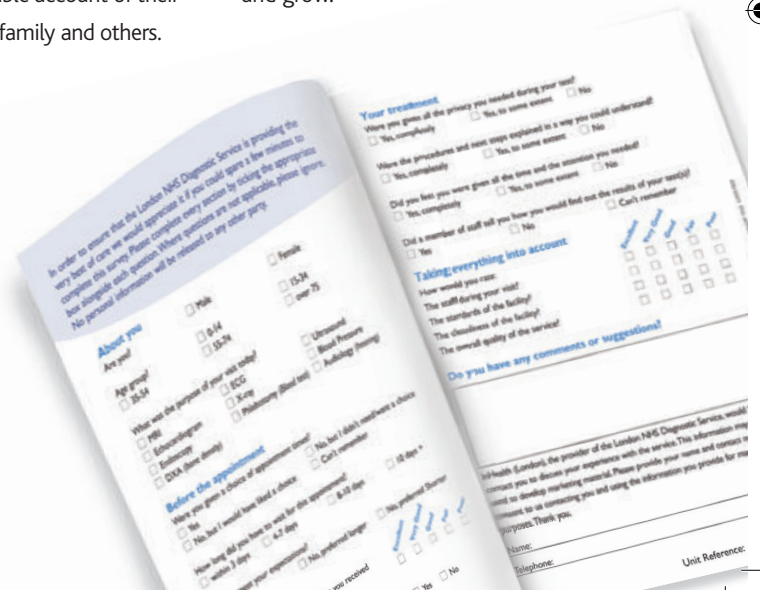 able account of their
and grow.
family and others.
In order to ensure that the London NHS Diagnostic Service is providing the
very best of care we would appreciate it if you could spare a few minutes to
complete this survey. Please complete every section by ticking the appropriate
box alongside each question. Where questions are not applicable, please ignore.
No personal information will be released to any other party.
About you
Are you?
Male
Female
Age group?
0-14
15-34
35-54
55-74
over 75
What was the purpose of your visit today?
MRI
ECG
Ultrasound
Echocardiogram
X-ray
Blood Pressure
Endoscopy
Phlebotomy (Blood test)
Audiology (hearing)
DXA (bone density)
Before the appointment
Were you given a choice of appointment times?
Yes
No, but I didn't need/want a choice
No, but I would have liked a choice
Can't remember
How long did you have to wait for this appointment?
within 3 days
4-7 days
8-10 days
10 days +
your expectations?
No, preferred longer
No, preferred shorter
Excellent
Very Good
Good
Fair
Poor
you received
Yes
No
Your treatment
Were you given all the privacy you needed during your test?
Yes, completely
Yes, to some extent
No
Were the procedures and next steps explained in a way you could understand?
Yes, completely
Yes, to some extent
No
Did you feel you were given all the time and the attention you needed?
Yes, completely
Yes, to some extent
No
Did a member of staff tell you how you would find out the results of your test(s)?
Yes
No
Can't remember
Taking everything into account
Excellent
Very Good
Good
Fair
Poor
How would you rate:
The staff during your visit?
The standards of the facility?
The cleanliness of the facility?
The overall quality of the service?
Do you have any comments or suggestions?
InHealth (London), the provider of the London NHS Diagnostic Service, would
contact you to discuss your experience with the service. This information may
used to develop marketing material. Please provide your name and contact
consent to us contacting you and using the information you provide for
purposes. Thank you.
Name:
Telephone:
Unit Reference: